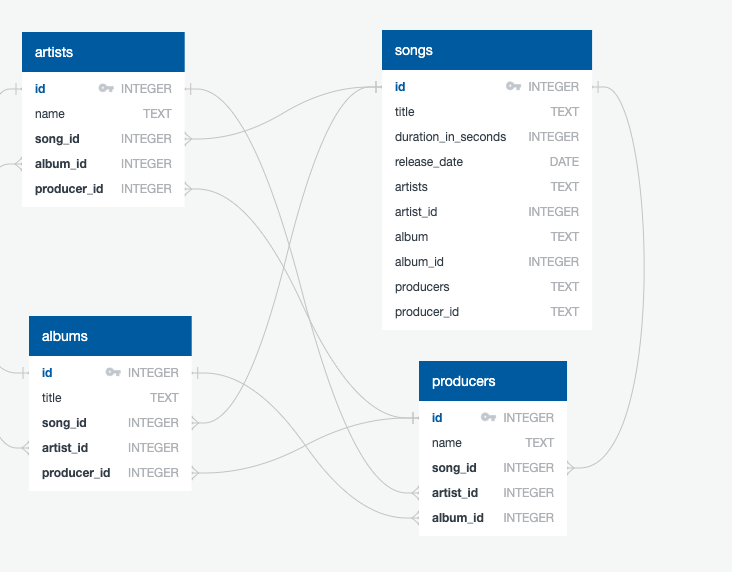 artists
id INTEGER
name TEXT
song_id INTEGER
album_id INTEGER
producer_id INTEGER
songs
id INTEGER
title TEXT
duration_in_seconds INTEGER
release_date DATE
artists TEXT
artist_id INTEGER
album TEXT
album_id INTEGER
producers TEXT
producer_id TEXT
albums
id INTEGER
title TEXT
song_id INTEGER
artist_id INTEGER
producer_id INTEGER
producers
id INTEGER
name TEXT
song_id INTEGER
artist_id INTEGER
album_id INTEGER